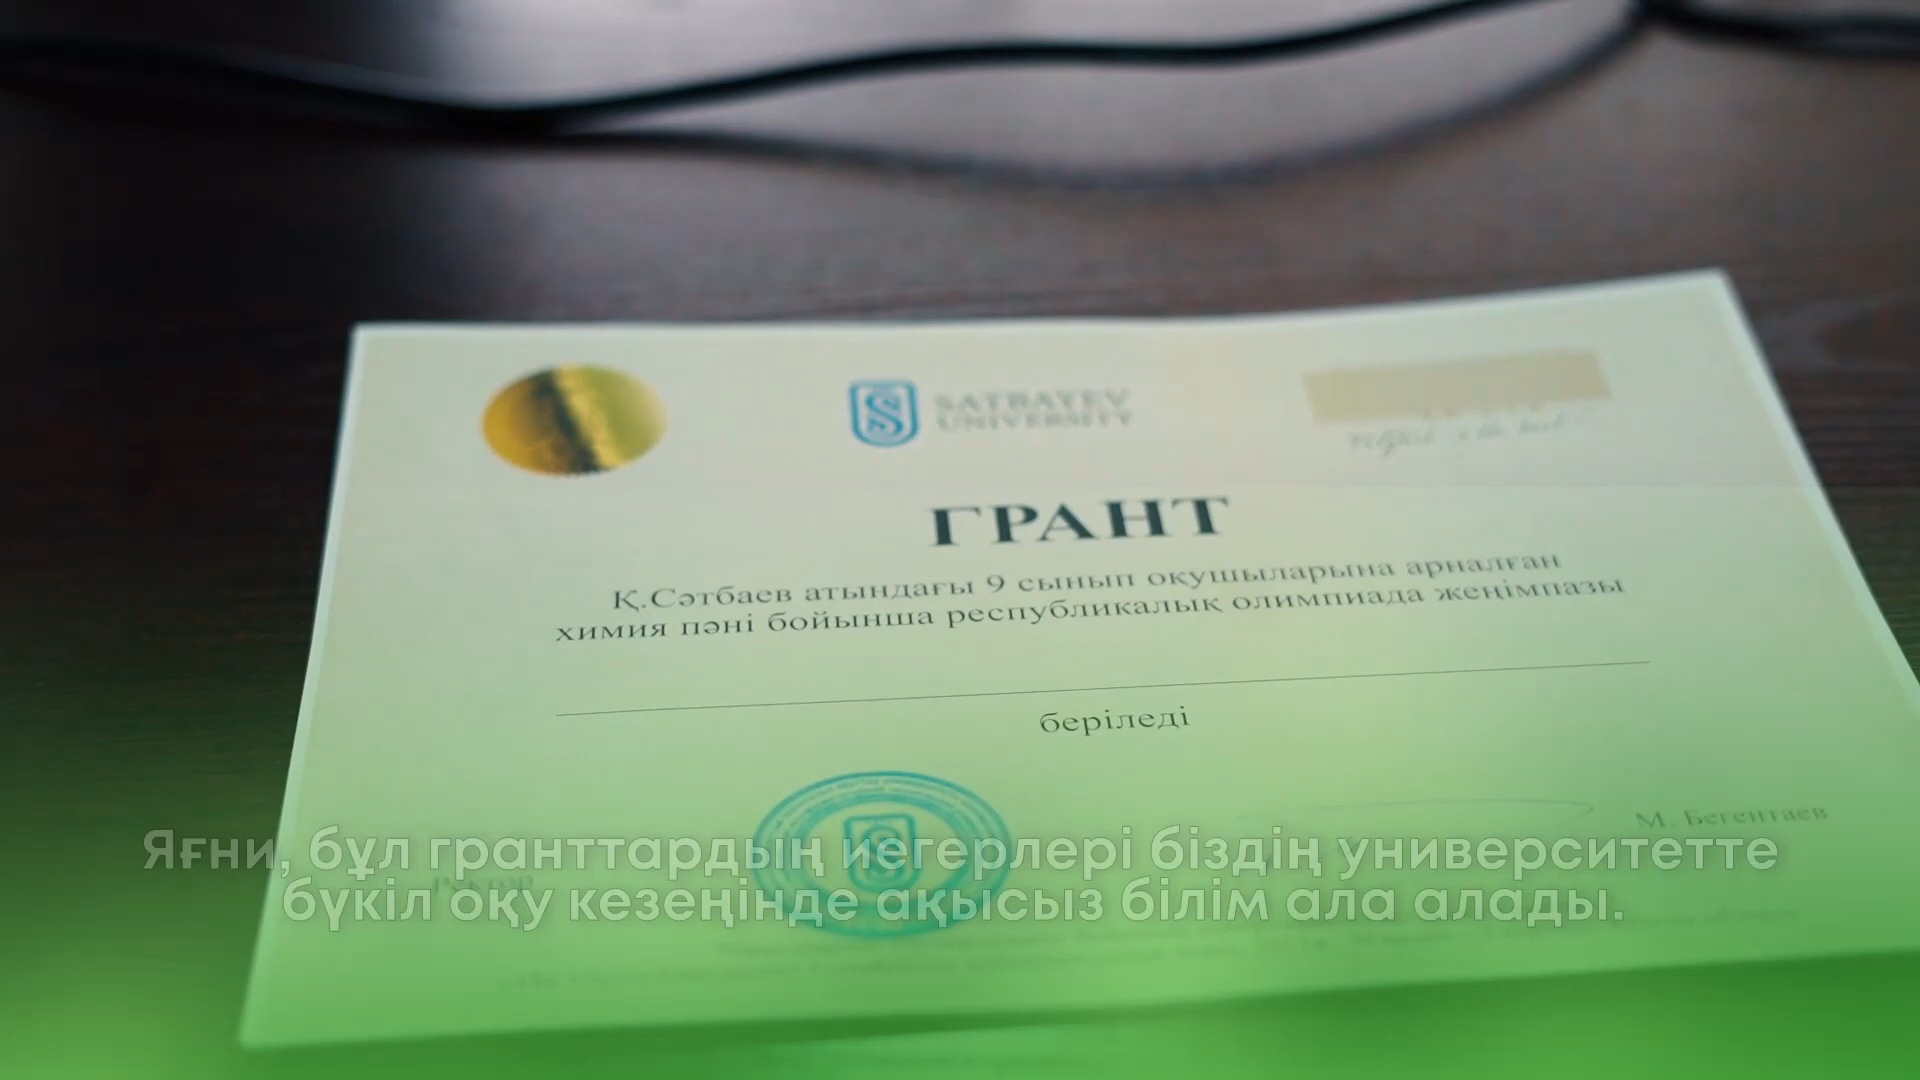 SATBAYEV
UNIVERSITY
ГРАНТ
Қ.Сәтбаев атындағы 9 сынып оқушыларына арналған
химия пәні бойынша республикалық олимпиада жеңімпазы
беріледі
М. Бегентаев
Ректор
Яғни, бұл гранттардың иегерлері біздің университетте
бүкіл оқу кезеңінде ақысыз білім ала алады.